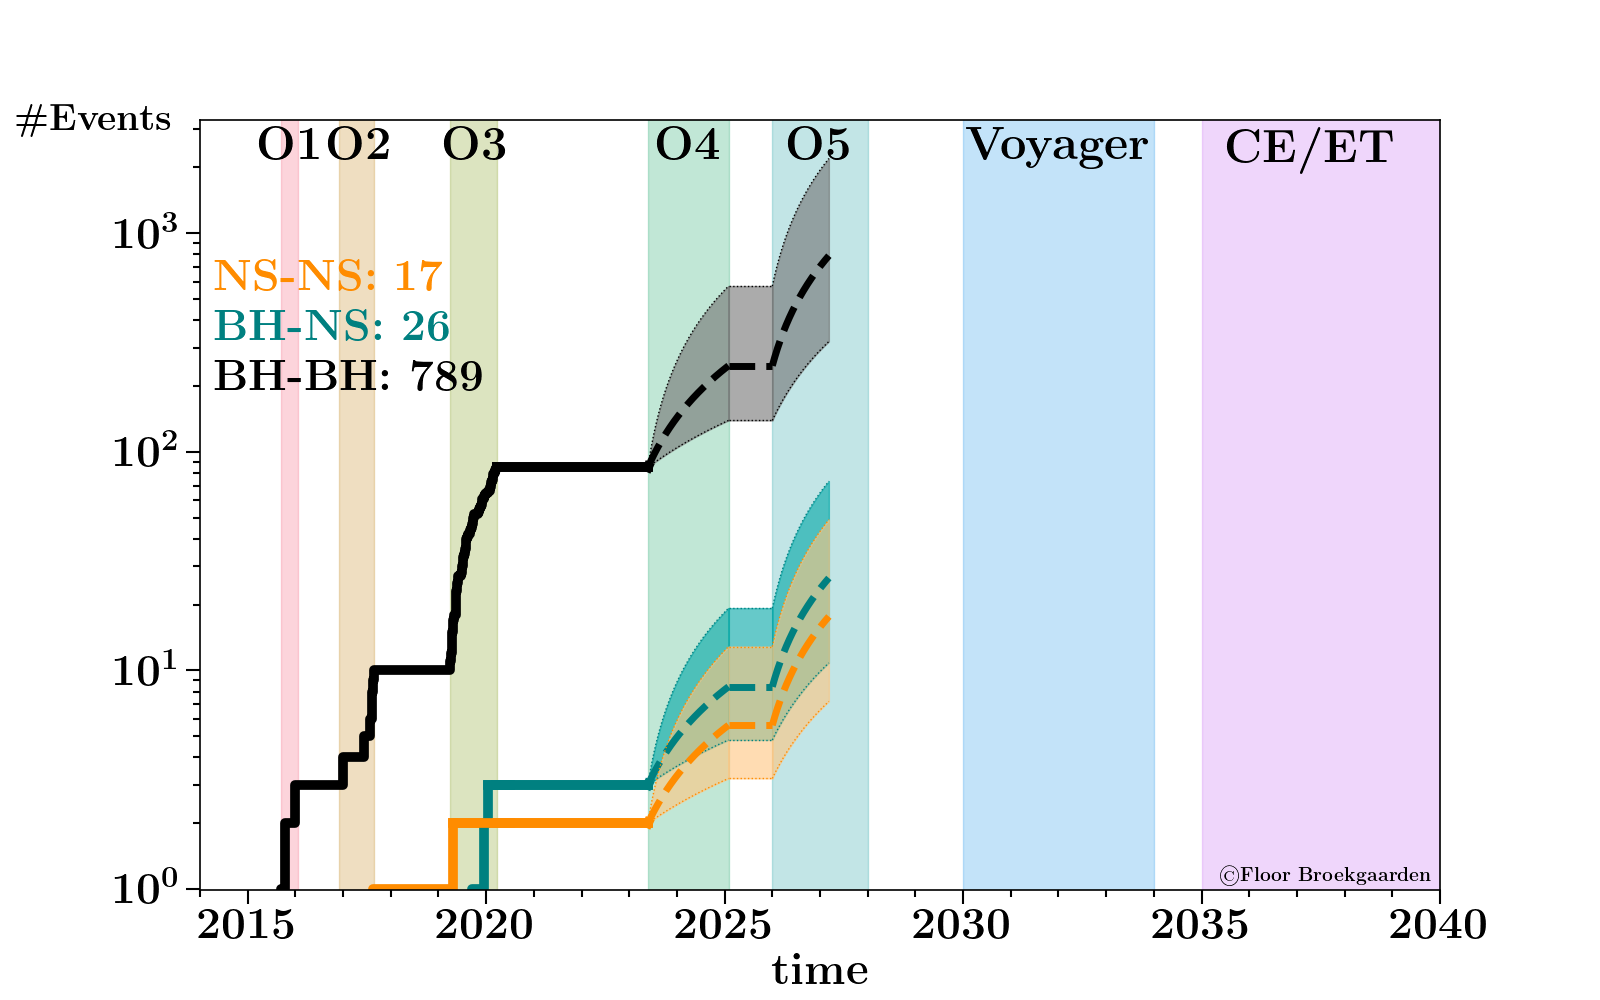 #Events
O1 O2 O3 O4 O5 Voyager CE/ET
10³
NS-NS: 17
BH-NS: 26
BH-BH: 789
10²
10¹
10⁰
©Floor Broekgaarden
2015 2020 2025 2030 2035 2040
time